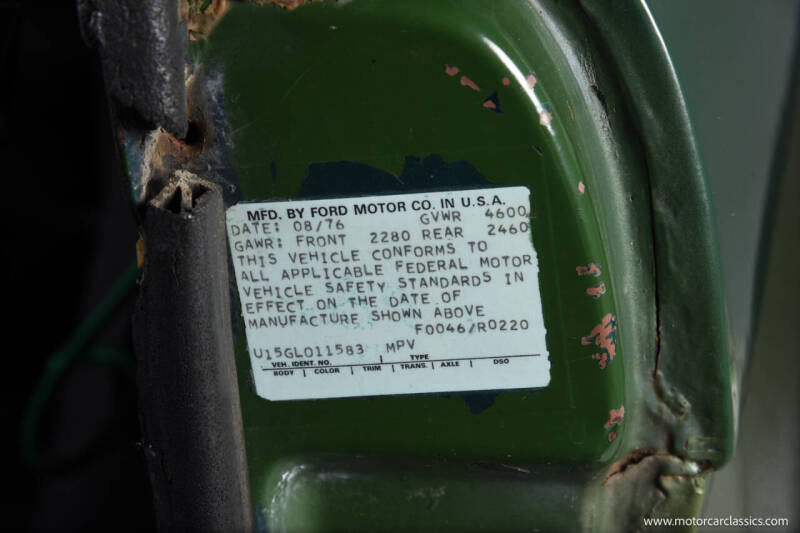 MFD. BY FORD MOTOR CO. IN U.S.A.
DATE: 08/76 GVWR 4600
GAWR: FRONT 2280 REAR 2460
THIS VEHICLE CONFORMS TO
ALL APPLICABLE FEDERAL MOTOR
VEHICLE SAFETY STANDARDS IN
EFFECT ON THE DATE OF
MANUFACTURE SHOWN ABOVE
F0046/R0220
U15GL011583 MPV
VEH. IDENT. NO. TYPE
BODY COLOR TRIM TRANS. AXLE DSO
www.motorcarclassics.com